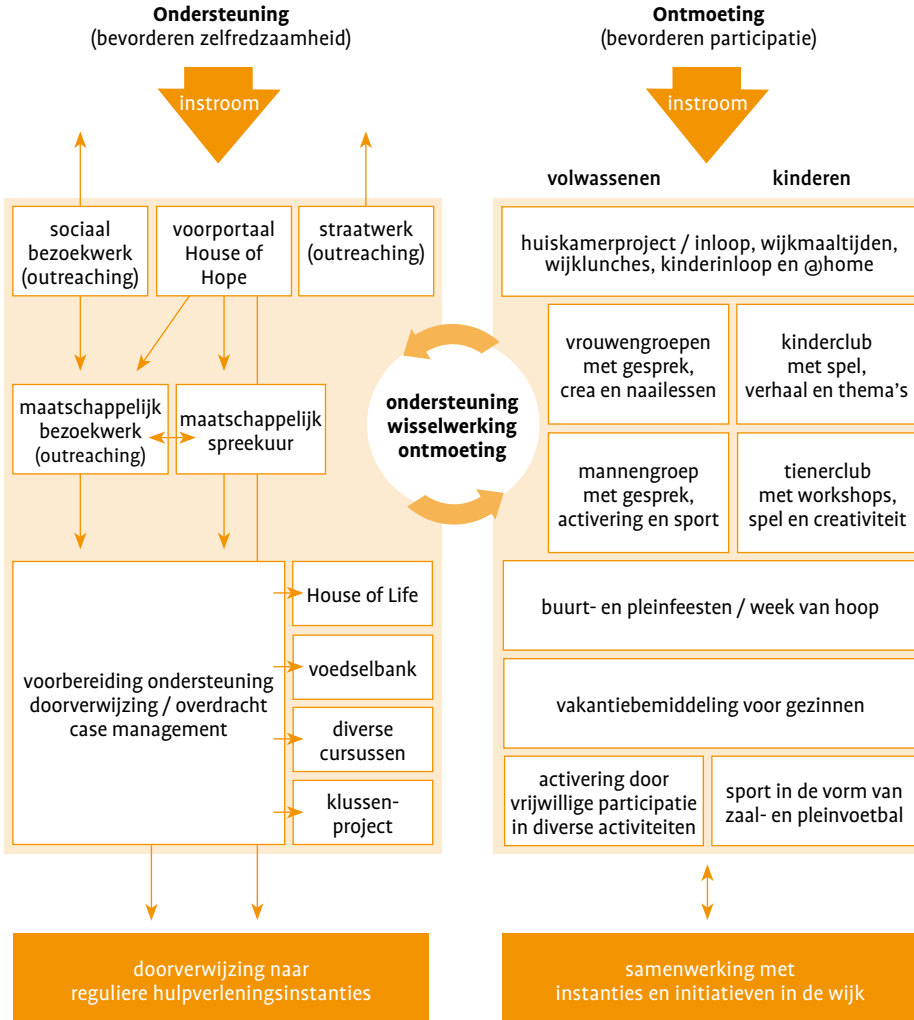 Ondersteuning
(bevorderen zelfredzaamheid)
instroom
sociaal
bezoekwerk
(outreaching)
voorportaal
House of
Hope
straatwerk
(outreaching)
maatschappelijk
bezoekwerk
(outreaching)
maatschappelijk
spreekuur
voorbereiding ondersteuning
doorverwijzing / overdracht
case management
House of Life
voedselbank
diverse
cursussen
klussen-
project
doorverwijzing naar
reguliere hulpverleningsinstanties
ondersteuning
wisselwerking
ontmoeting
Ontmoeting
(bevorderen participatie)
instroom
volwassenen
kinderen
huiskamerproject / inloop, wijkmaaltijden,
wijklunches, kinderinloop en @home
vrouwengroepen
met gesprek,
crea en naailessen
kinderclub
met spel,
verhaal en thema's
mannengroep
met gesprek,
activering en sport
tienerclub
met workshops,
spel en creativiteit
buurt- en pleinfeesten / week van hoop
vakantiebemiddeling voor gezinnen
activering door
vrijwillige participatie
in diverse activiteiten
sport in de vorm van
zaal- en pleinvoetbal
samenwerking met
instanties en initiatieven in de wijk